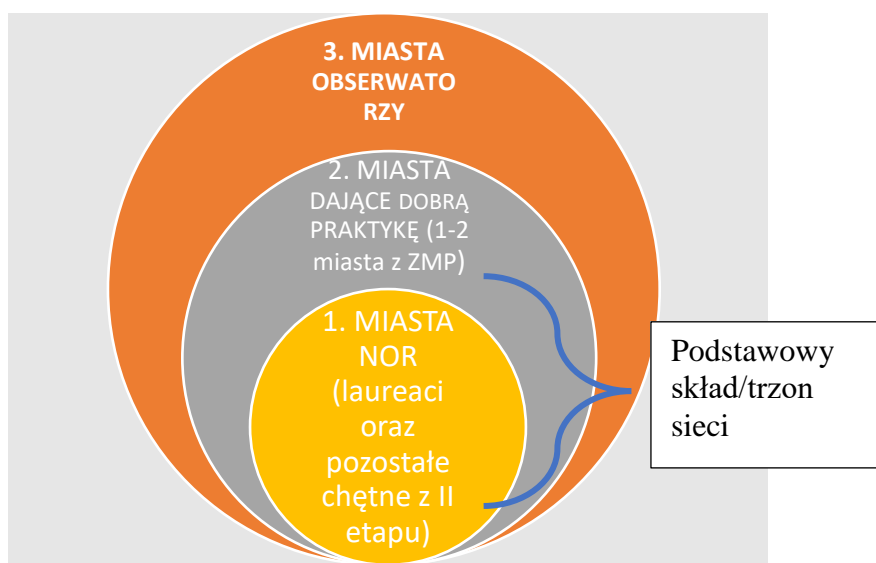 3. MIASTA
OBSERWATO
RZY
2. MIASTA
DAJĄCE DOBRĄ
PRAKTYKĘ (1-2
miasta z ZMP)
1. MIASTA
NOR
(laureaci
oraz
pozostałe
chętne z II
etapu)
Podstawowy
skład/trzon
sieci